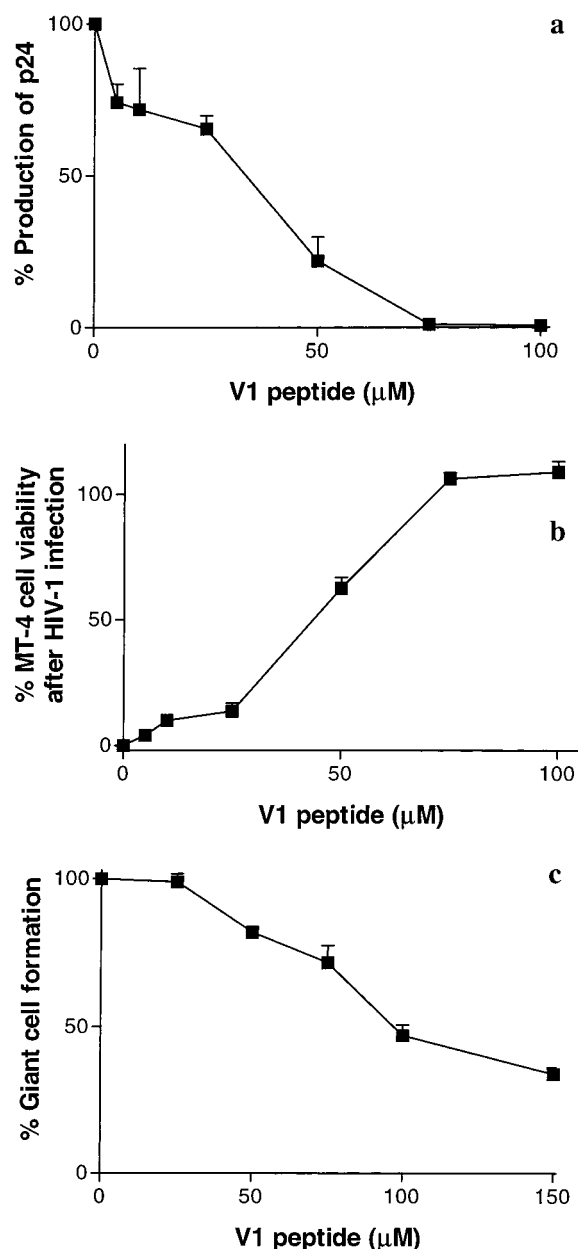 a
% Production of p24
100
50
0
0 50 100
V1 peptide (μM)
b
% MT-4 cell viability
after HIV-1 infection
100
50
0
0 50 100
V1 peptide (μM)
c
% Giant cell formation
100
50
0
0 50 100 150
V1 peptide (μM)